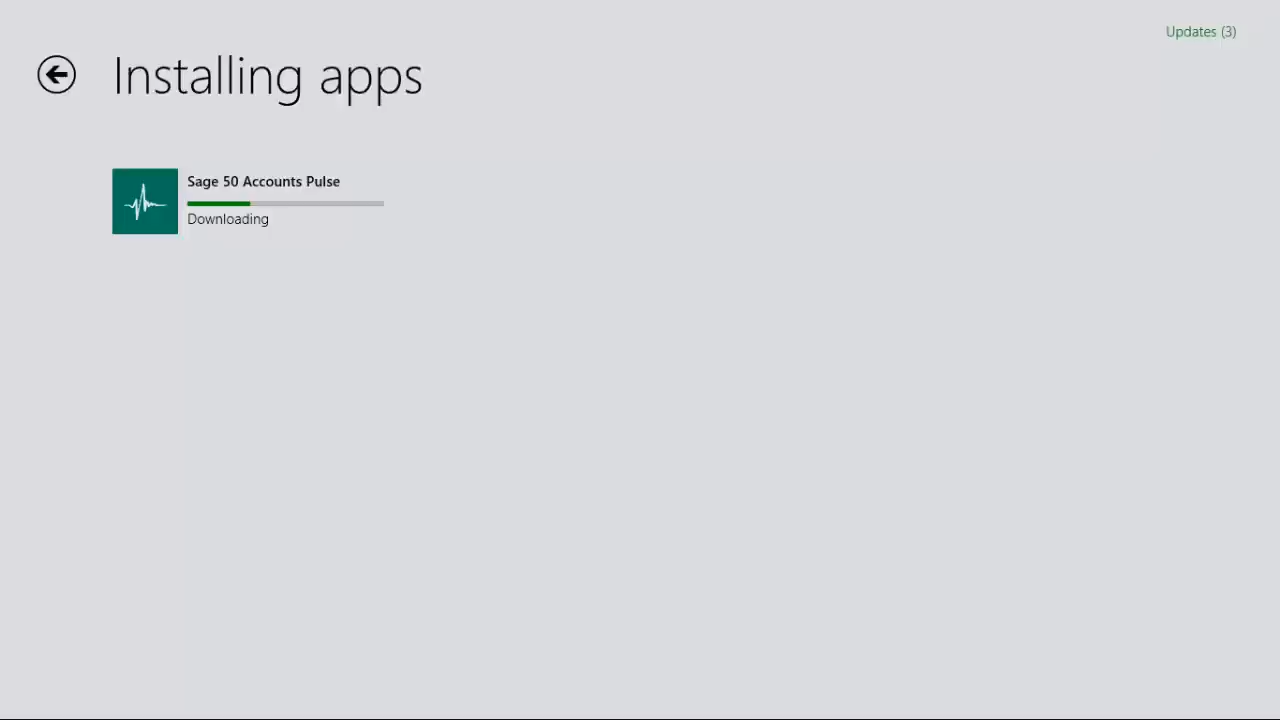 Updates (3)
Installing apps
Sage 50 Accounts Pulse
Downloading